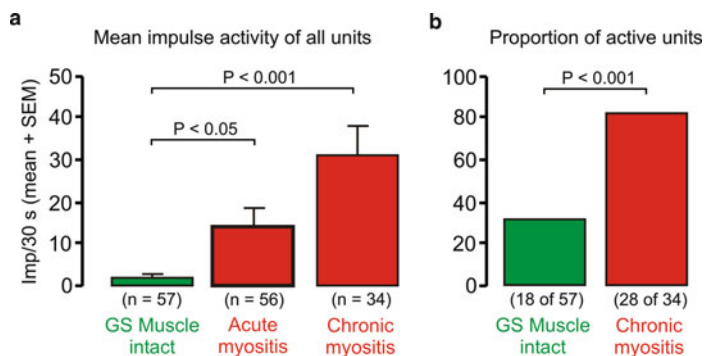 a
Mean impulse activity of all units
Imp/30 s (mean + SEM)
50
40
30
20
10
0
P < 0.001
P < 0.05
(n = 57)
(n = 56)
(n = 34)
GS Muscle
intact
Acute
myositis
Chronic
myositis
b
Proportion of active units
100
80
60
40
20
0
P < 0.001
(18 of 57)
(28 of 34)
GS Muscle
intact
Chronic
myositis